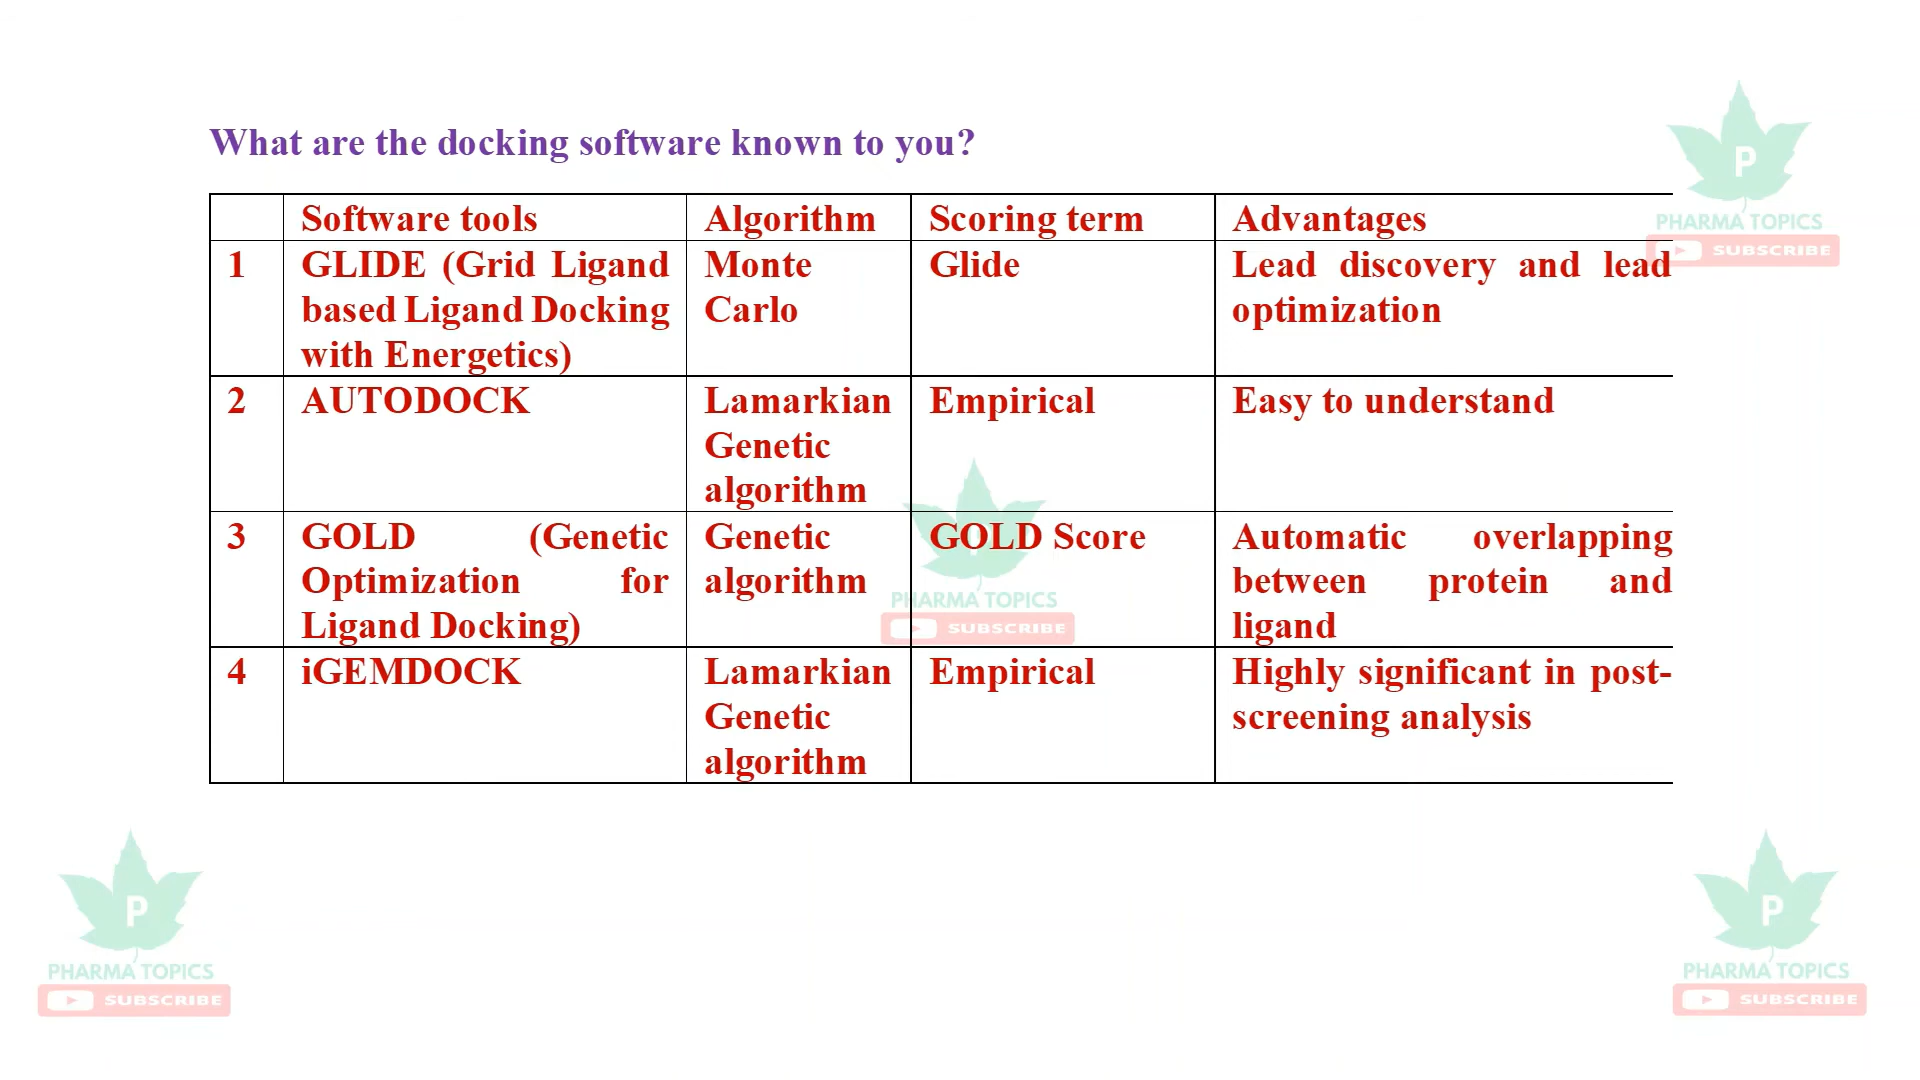 What are the docking software known to you?
Software tools Algorithm Scoring term Advantages
1 GLIDE (Grid Ligand Monte Glide Lead discovery and lead
based Ligand Docking Carlo optimization
with Energetics)
2 AUTODOCK Lamarkian Empirical Easy to understand
Genetic
algorithm
3 GOLD (Genetic Genetic GOLD Score Automatic overlapping
Optimization for algorithm between protein and
Ligand Docking) ligand
4 iGEMDOCK Lamarkian Empirical Highly significant in post-
Genetic screening analysis
algorithm
P
PHARMA TOPICS
SUBSCRIBE
PHARMA TOPICS
SUBSCRIBE
P
PHARMA TOPICS
SUBSCRIBE
P
PHARMA TOPICS
SUBSCRIBE